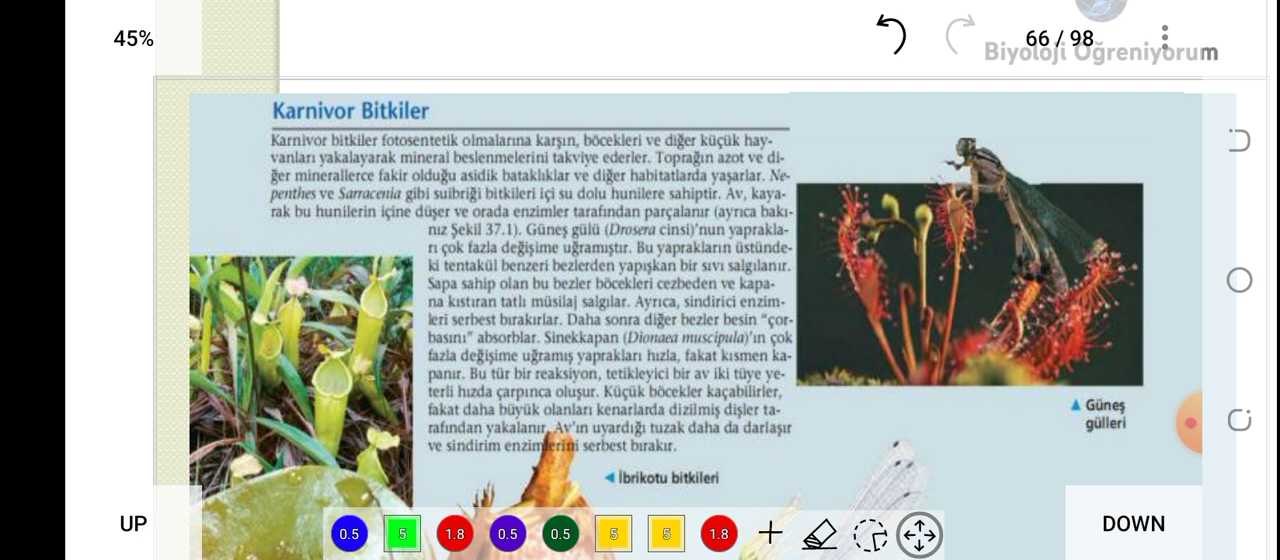 45%
66 / 98
Biyoloji Öğreniyorum
Karnivor Bitkiler
Karnivor bitkiler fotosentetik olmalarına karşın, böcekleri ve diğer küçük hay-
vanları yakalayarak mineral beslenmelerini takviye ederler. Toprağın azot ve di-
ğer minerallerce fakir olduğu asidik bataklıklar ve diğer habitatlarda yaşarlar. Ne-
penthes ve Sarracenia gibi suibriği bitkileri içi su dolu hunilere sahiptir. Av, kaya-
rak bu hunilerin içine düşer ve orada enzimler tarafından parçalanır (ayrıca bakı-
nız Şekil 37.1). Güneş gülü (Drosera cinsi)'nun yaprakla-
rı çok fazla değişime uğramıştır. Bu yaprakların üstünde-
ki tentakül benzeri bezlerden yapışkan bir sıvı salgılanır.
Sapa sahip olan bu bezler böcekleri cezbeden ve kapa-
na kıstıran tatlı müsilaj salgılar. Ayrıca, sindirici enzim-
leri serbest bırakırlar. Daha sonra diğer bezler besin "çor-
basını" absorblar. Sinekkapan (Dionaea muscipula)'ın çok
fazla değişime uğramış yaprakları hızla, fakat kısmen ka-
panır. Bu tür bir reaksiyon, tetikleyici bir av iki tüye ye-
terli hızda çarpınca oluşur. Küçük böcekler kaçabilirler,
fakat daha büyük olanları kenarlarda dizilmiş dişler ta-
rafından yakalanır. Av'ın uyardığı tuzak daha da darlaşır
ve sindirim enzimlerini serbest bırakır.
▲ Güneş
gülleri
◄ İbrikotu bitkileri
UP
0.5 5 1.8 0.5 0.5 5 5 1.8
DOWN